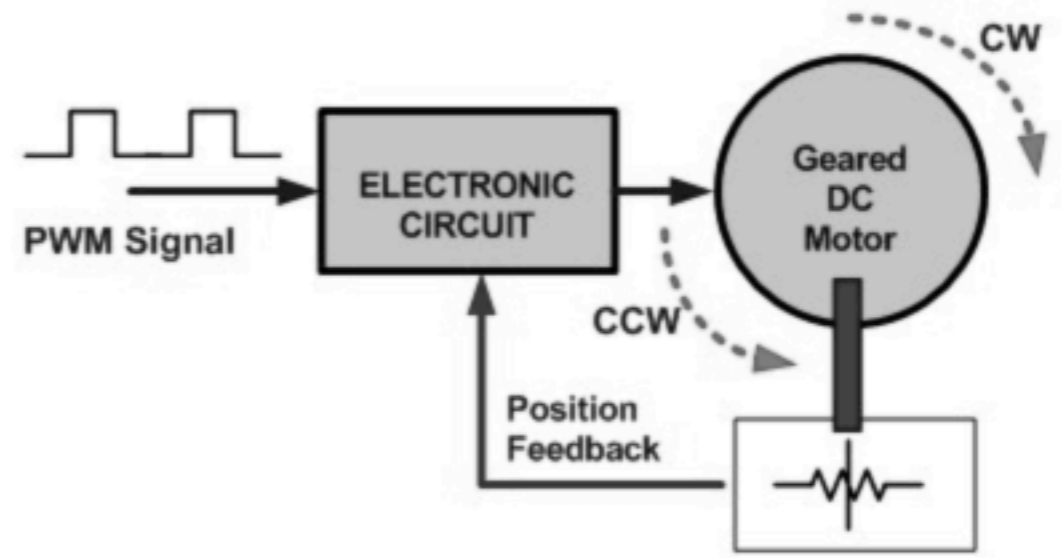 CW
Geared
DC
Motor
ELECTRONIC
CIRCUIT
PWM Signal
CCW
Position
Feedback